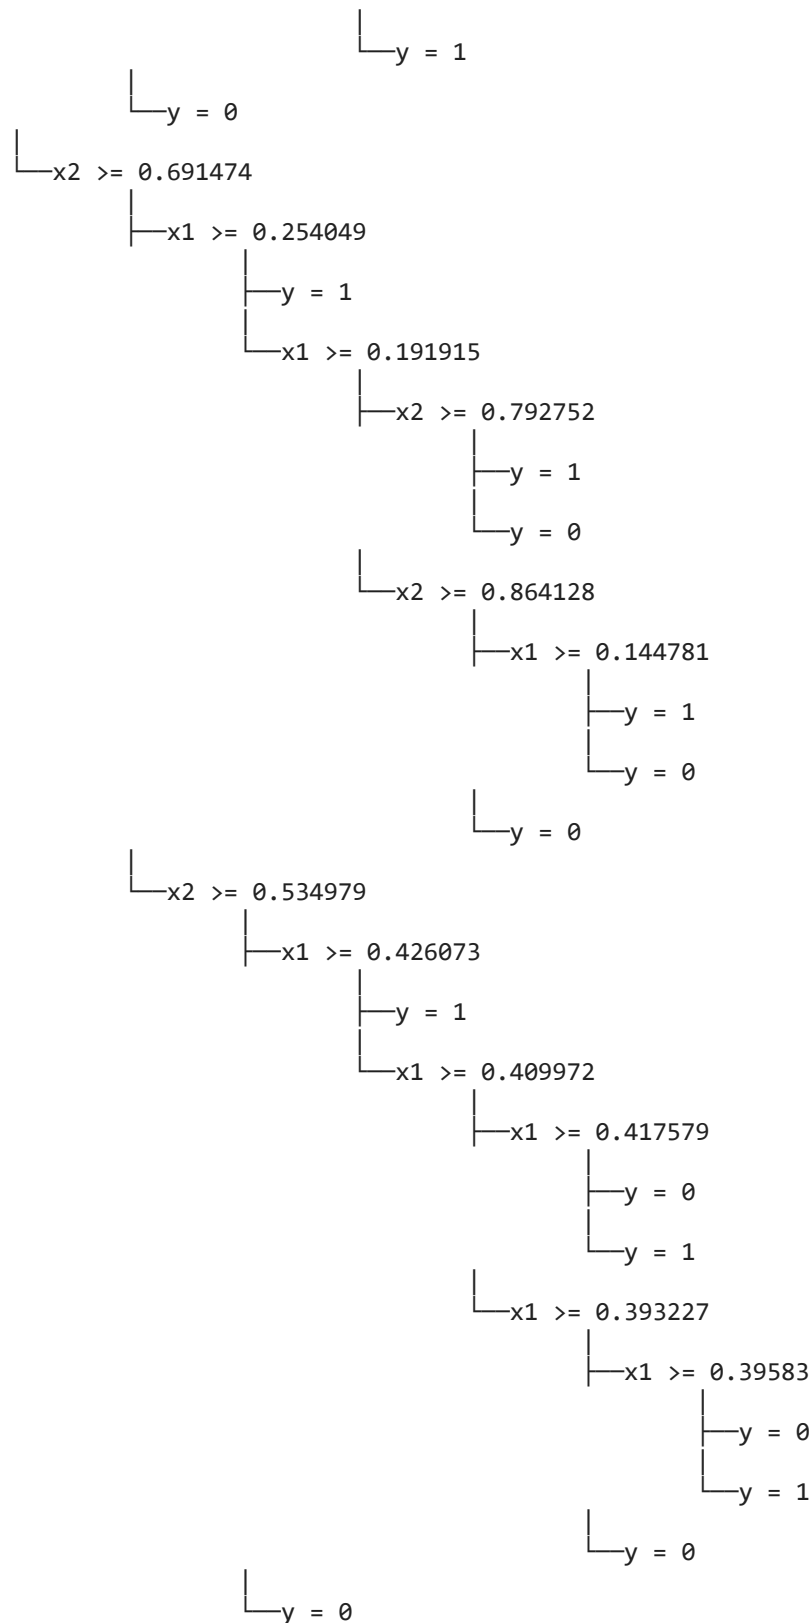 y = 1
y = 0
x2 >= 0.691474
x1 >= 0.254049
y = 1
x1 >= 0.191915
x2 >= 0.792752
y = 1
y = 0
x2 >= 0.864128
x1 >= 0.144781
y = 1
y = 0
y = 0
x2 >= 0.534979
x1 >= 0.426073
y = 1
x1 >= 0.409972
x1 >= 0.417579
y = 0
y = 1
x1 >= 0.393227
x1 >= 0.39583
y = 0
y = 1
y = 0
y = 0